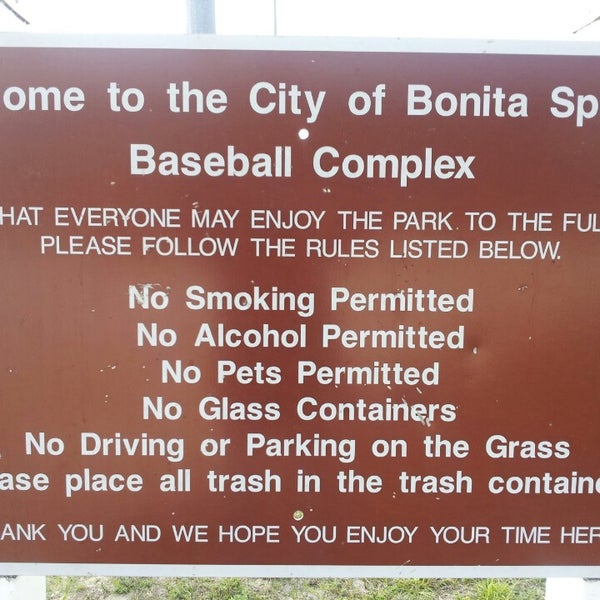 ome to the City of Bonita Sp
Baseball Complex
HAT EVERYONE MAY ENJOY THE PARK TO THE FUL
PLEASE FOLLOW THE RULES LISTED BELOW.
No Smoking Permitted
No Alcohol Permitted
No Pets Permitted
No Glass Containers
No Driving or Parking on the Grass
ase place all trash in the trash containe
ANK YOU AND WE HOPE YOU ENJOY YOUR TIME HER